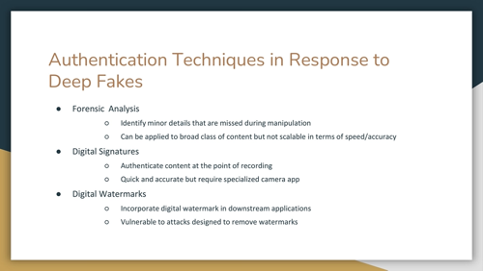 Authentication Techniques in Response to
Deep Fakes
● Forensic Analysis
○ Identify minor details that are missed during manipulation
○ Can be applied to broad class of content but not scalable in terms of speed/accuracy
● Digital Signatures
○ Authenticate content at the point of recording
○ Quick and accurate but require specialized camera app
● Digital Watermarks
○ Incorporate digital watermark in downstream applications
○ Vulnerable to attacks designed to remove watermarks